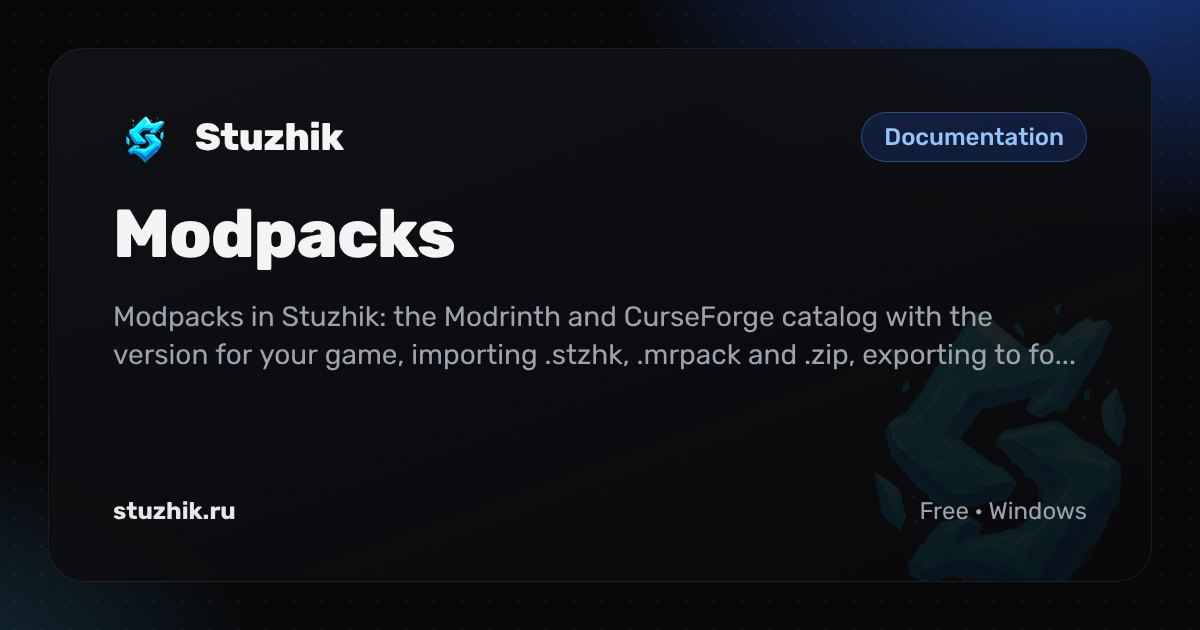 Stuzhik
Documentation
Modpacks
Modpacks in Stuzhik: the Modrinth and CurseForge catalog with the
version for your game, importing .stzhk, .mrpack and .zip, exporting to fo...
stuzhik.ru
Free • Windows